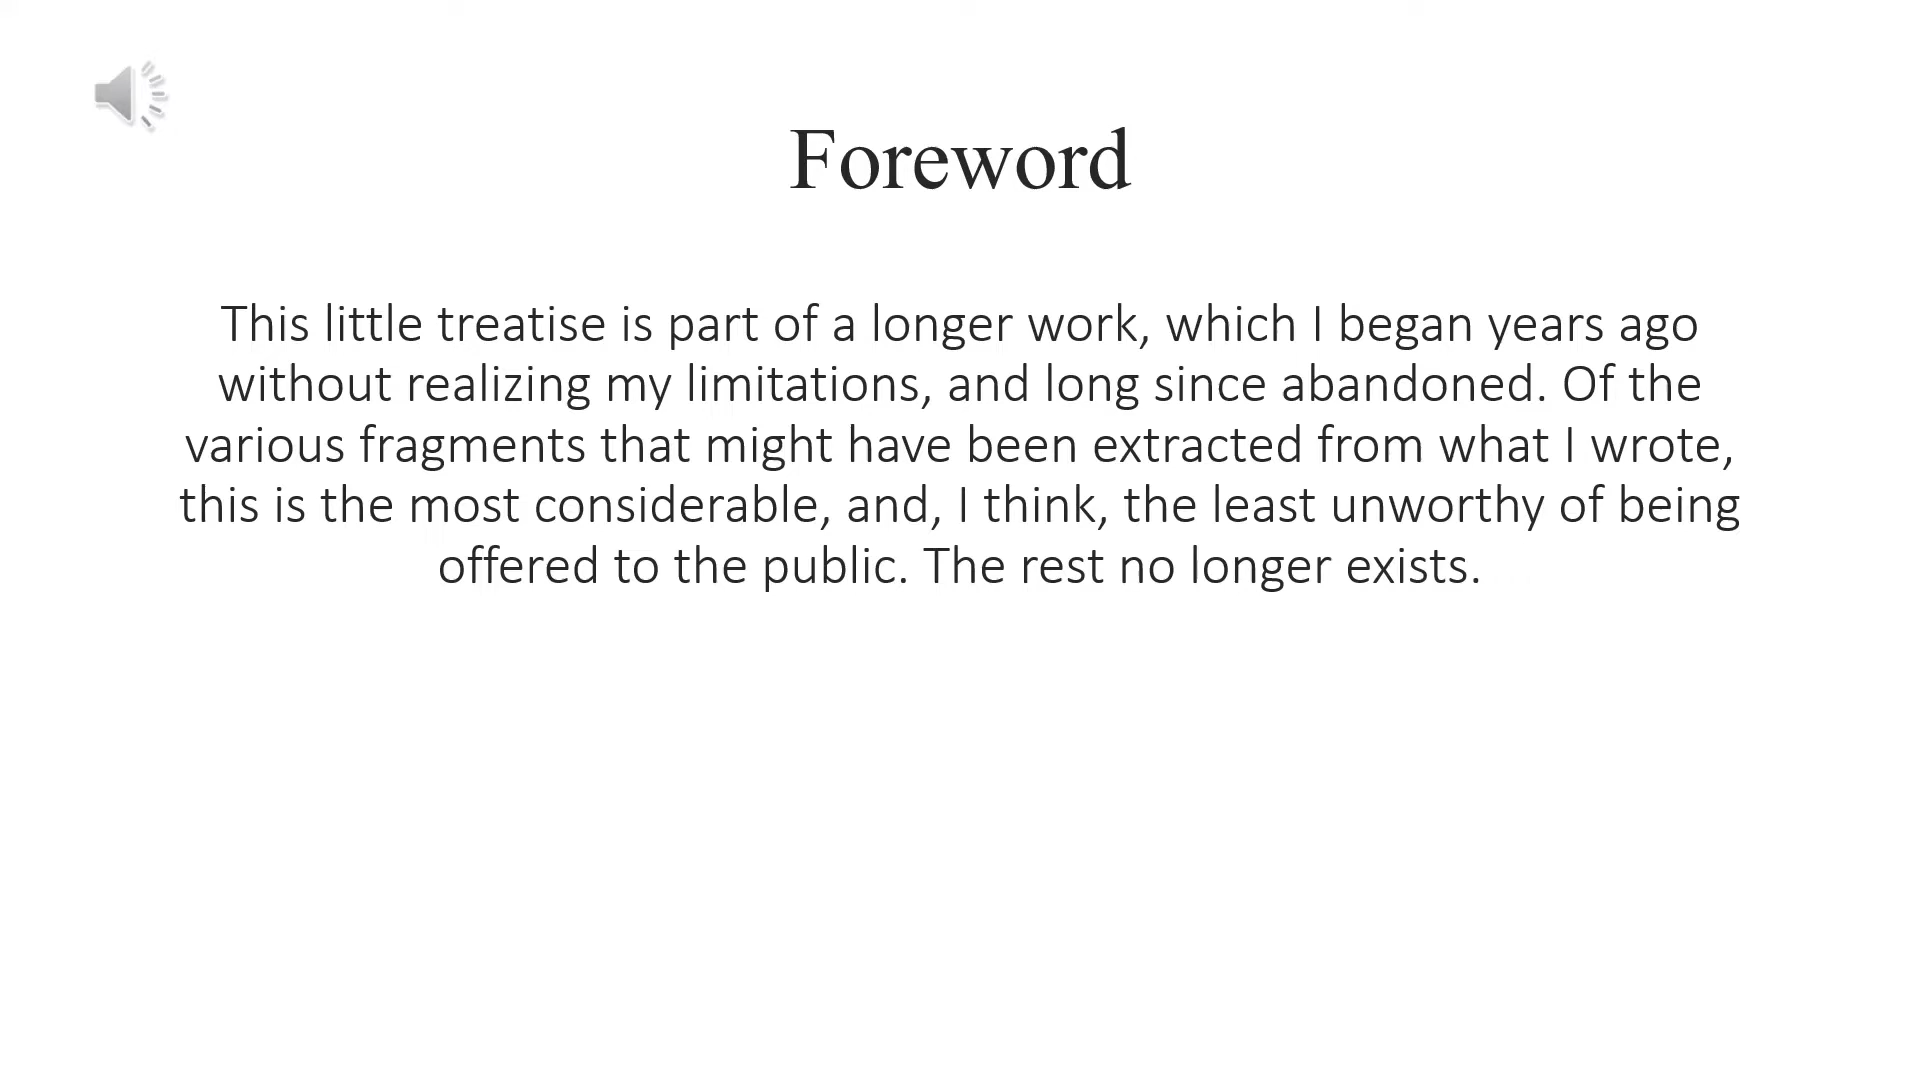 Foreword
This little treatise is part of a longer work, which I began years ago
without realizing my limitations, and long since abandoned. Of the
various fragments that might have been extracted from what I wrote,
this is the most considerable, and, I think, the least unworthy of being
offered to the public. The rest no longer exists.